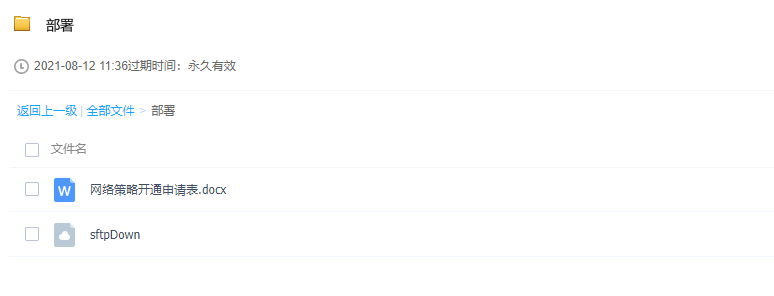 部署
2021-08-12 11:36过期时间：永久有效
返回上一级 | 全部文件 > 部署
文件名
网络策略开通申请表.docx
sftpDown